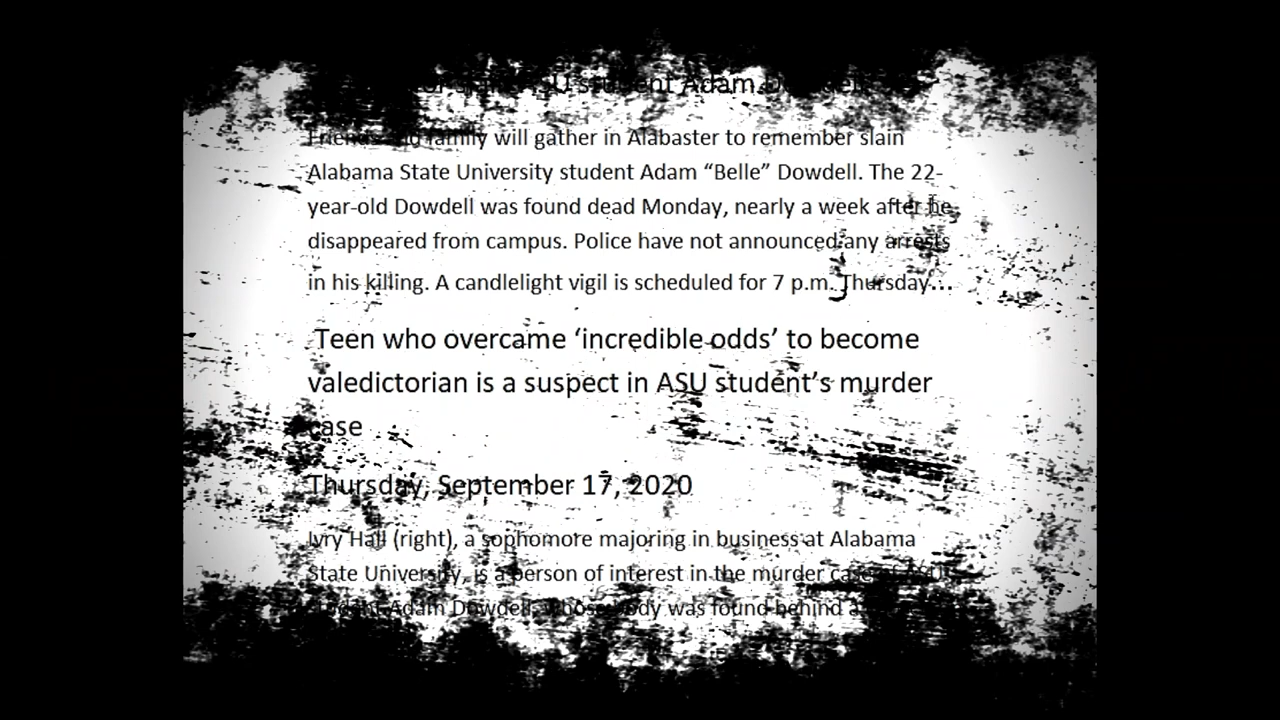 ASU student Adam
Friends and family will gather in Alabaster to remember slain
Alabama State University student Adam “Belle” Dowdell. The 22-
year-old Dowdell was found dead Monday, nearly a week after he
disappeared from campus. Police have not announced any arrests
in his killing. A candlelight vigil is scheduled for 7 p.m. Thursday...
Teen who overcame ‘incredible odds’ to become
valedictorian is a suspect in ASU student’s murder
case
Thursday, September 17, 2020
Ivry Hall (right), a sophomore majoring in business at Alabama
State University, is a person of interest in the murder case
student Adam Dowdell, whose body was found behind a